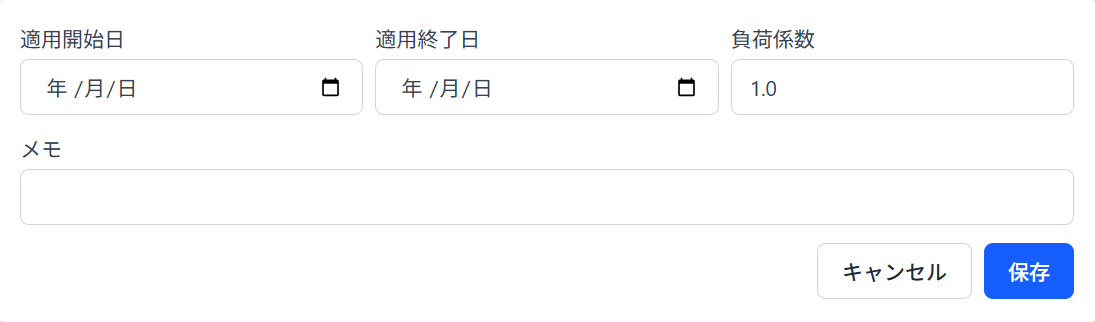 適用開始日 適用終了日 負荷係数
年 /月/日 年 /月/日 1.0
メモ
キャンセル 保存